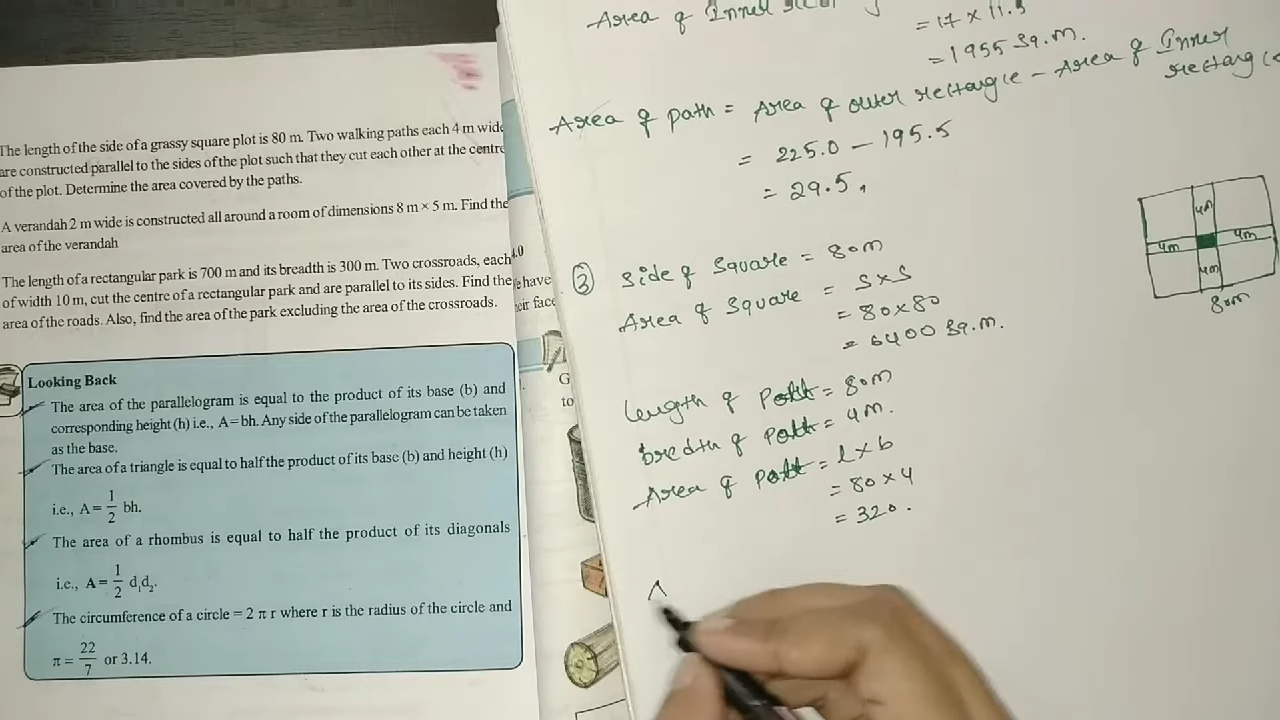 The length of the side of a grassy square plot is 80 m. Two walking paths each 4 m wide
are constructed parallel to the sides of the plot such that they cut each other at the centre
of the plot. Determine the area covered by the paths.
A verandah 2 m wide is constructed all around a room of dimensions 8 m × 5 m. Find the
area of the verandah
The length of a rectangular park is 700 m and its breadth is 300 m. Two crossroads, each
of width 10 m, cut the centre of a rectangular park and are parallel to its sides. Find the
area of the roads. Also, find the area of the park excluding the area of the crossroads.
Looking Back
The area of the parallelogram is equal to the product of its base (b) and
corresponding height (h) i.e., A = bh. Any side of the parallelogram can be taken
as the base.
The area of a triangle is equal to half the product of its base (b) and height (h)
i.e., A = 1/2 bh.
The area of a rhombus is equal to half the product of its diagonals
i.e., A = 1/2 d₁d₂.
The circumference of a circle = 2 π r where r is the radius of the circle and
π = 22/7 or 3.14.
.0
e have
eir face
G
to
Area of Inner
= 17 × 11.5
= 1955 sq.m.
Area of path = Area of outer rectangle − Area of Inner
rectangle
= 225.0 − 195.5
= 29.5,
3 Side of Square = 80m
Area of Square = S×S
= 80×80
= 6400 sq.m.
4m
4m
4m
4m
80m
length of path = 80m
bredth of path = 4m.
Area of path = l×b
= 80×4
= 320.
A